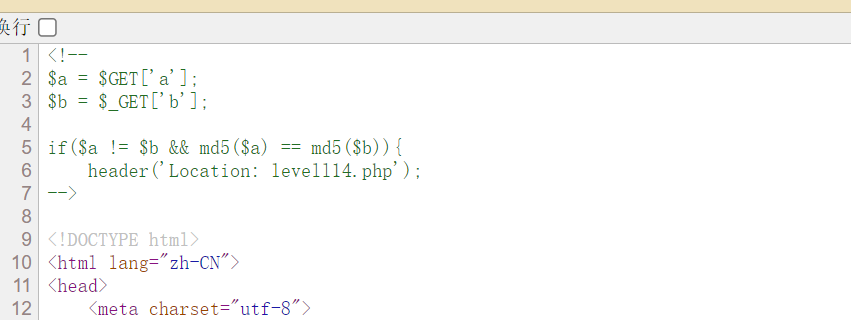 换行
1 <!--
2 $a = $GET['a'];
3 $b = $_GET['b'];
4
5 if($a != $b && md5($a) == md5($b)){
6     header('Location: levell14.php');
7 -->
8
9 <!DOCTYPE html>
10 <html lang="zh-CN">
11 <head>
12     <meta charset="utf-8">